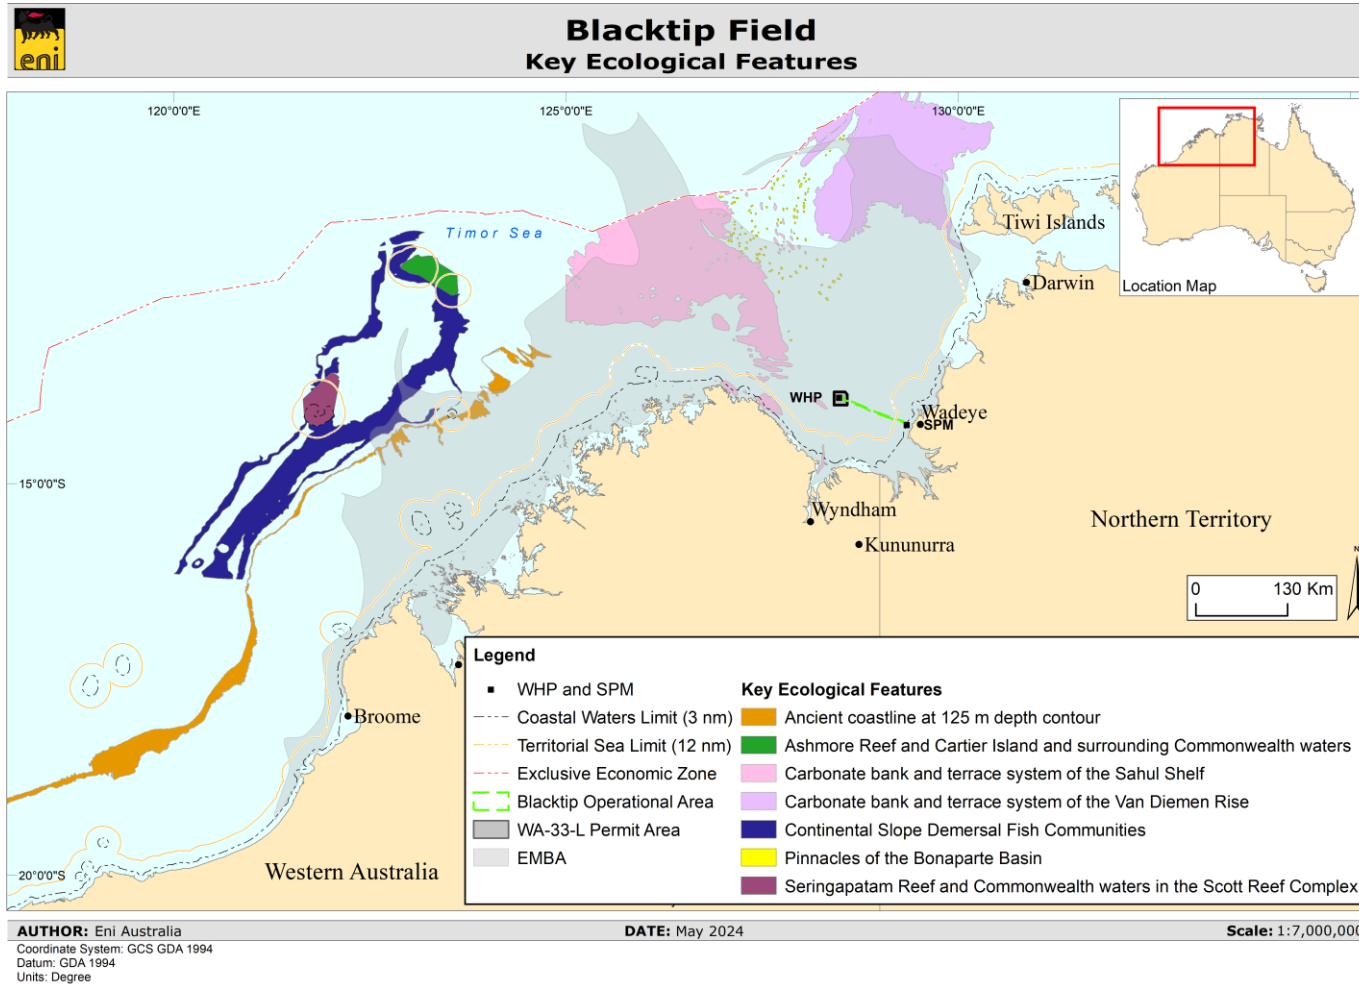 eni
Blacktip Field
Key Ecological Features
120°0'0"E
125°0'0"E
130°0'0"E
Timor Sea
Tiwi Islands
Darwin
Location Map
WHP
Wadeye
SPM
15°0'0"S
Wyndham
Kununurra
Northern Territory
N
0 130 Km
Broome
Western Australia
20°0'0"S
Legend
WHP and SPM
Coastal Waters Limit (3 nm)
Territorial Sea Limit (12 nm)
Exclusive Economic Zone
Blacktip Operational Area
WA-33-L Permit Area
EMBA
Key Ecological Features
Ancient coastline at 125 m depth contour
Ashmore Reef and Cartier Island and surrounding Commonwealth waters
Carbonate bank and terrace system of the Sahul Shelf
Carbonate bank and terrace system of the Van Diemen Rise
Continental Slope Demersal Fish Communities
Pinnacles of the Bonaparte Basin
Seringapatam Reef and Commonwealth waters in the Scott Reef Complex
AUTHOR: Eni Australia
DATE: May 2024
Scale: 1:7,000,000
Coordinate System: GCS GDA 1994
Datum: GDA 1994
Units: Degree